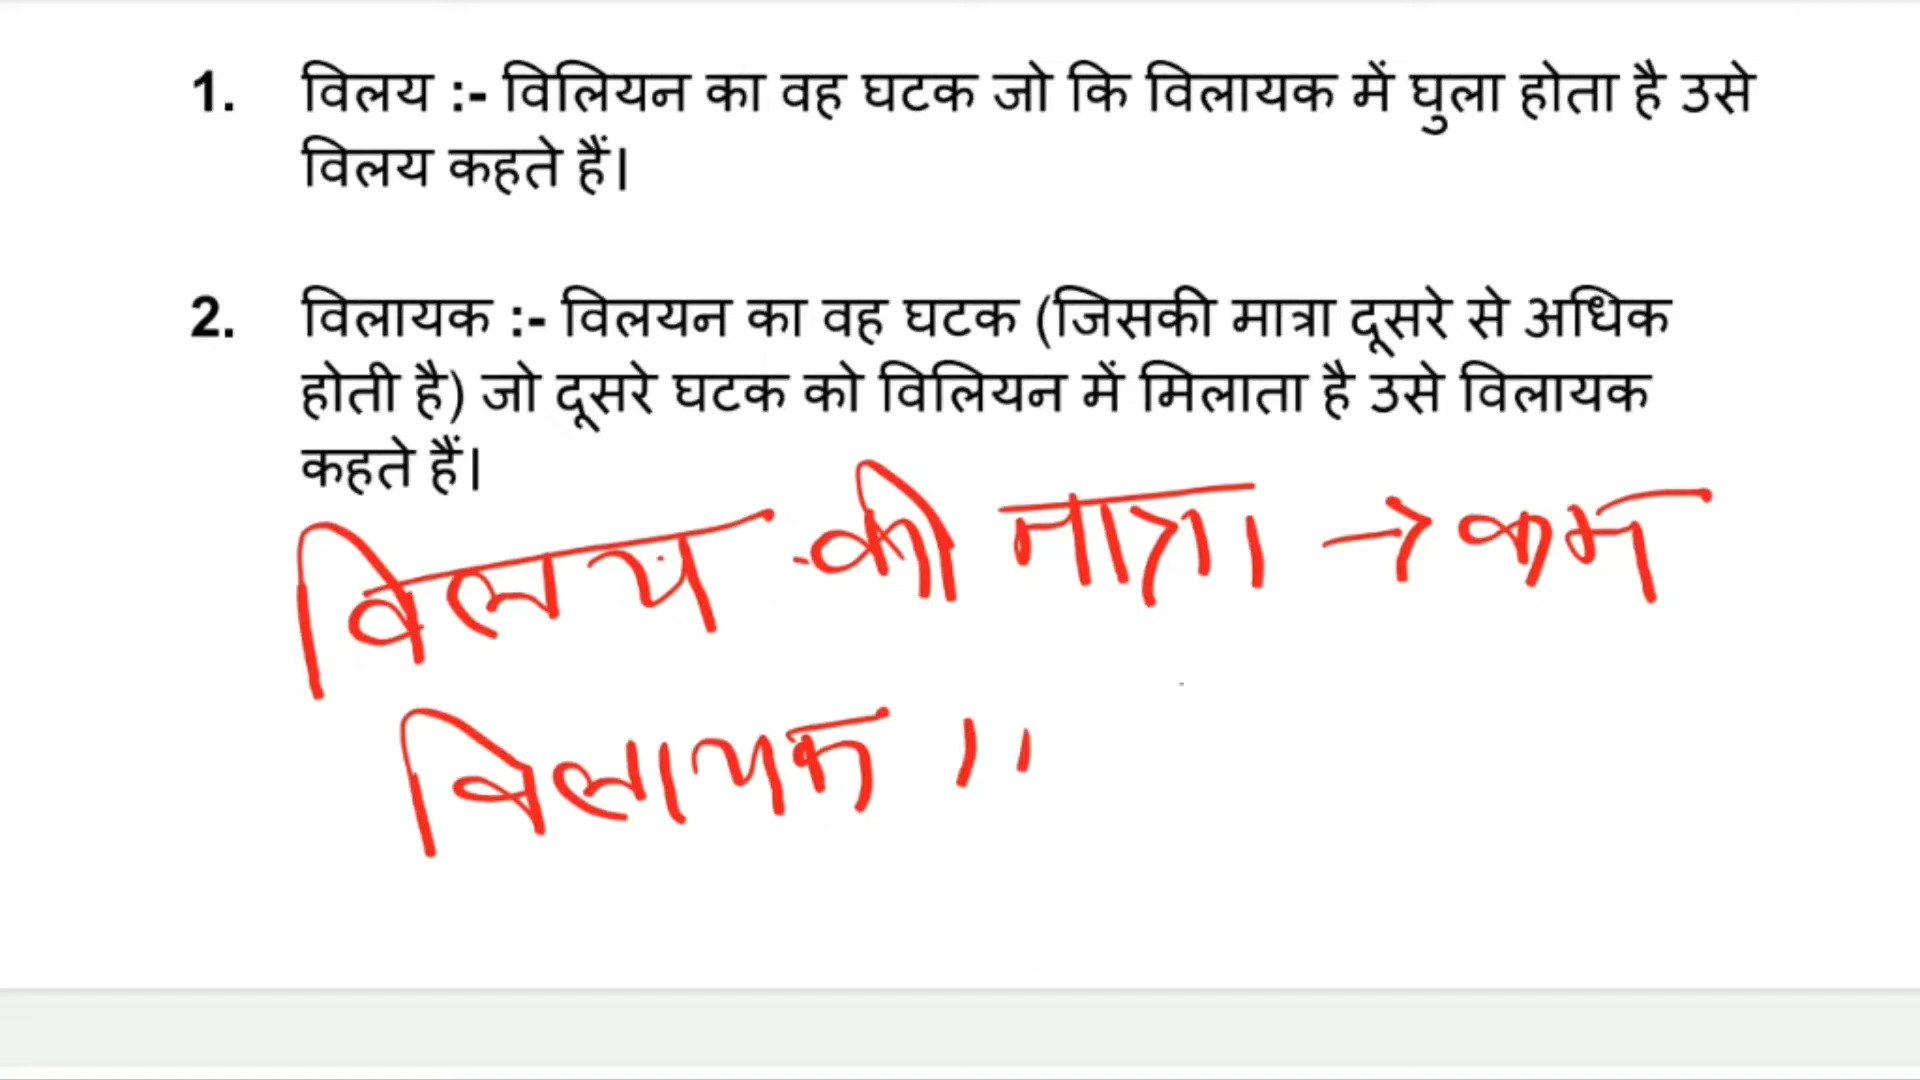 1. विलय :- विलियन का वह घटक जो कि विलायक में घुला होता है उसे
विलय कहते हैं।
2. विलायक :- विलयन का वह घटक (जिसकी मात्रा दूसरे से अधिक
होती है) जो दूसरे घटक को विलियन में मिलाता है उसे विलायक
कहते हैं।
विलय की मात्रा → कम
विलायक ''